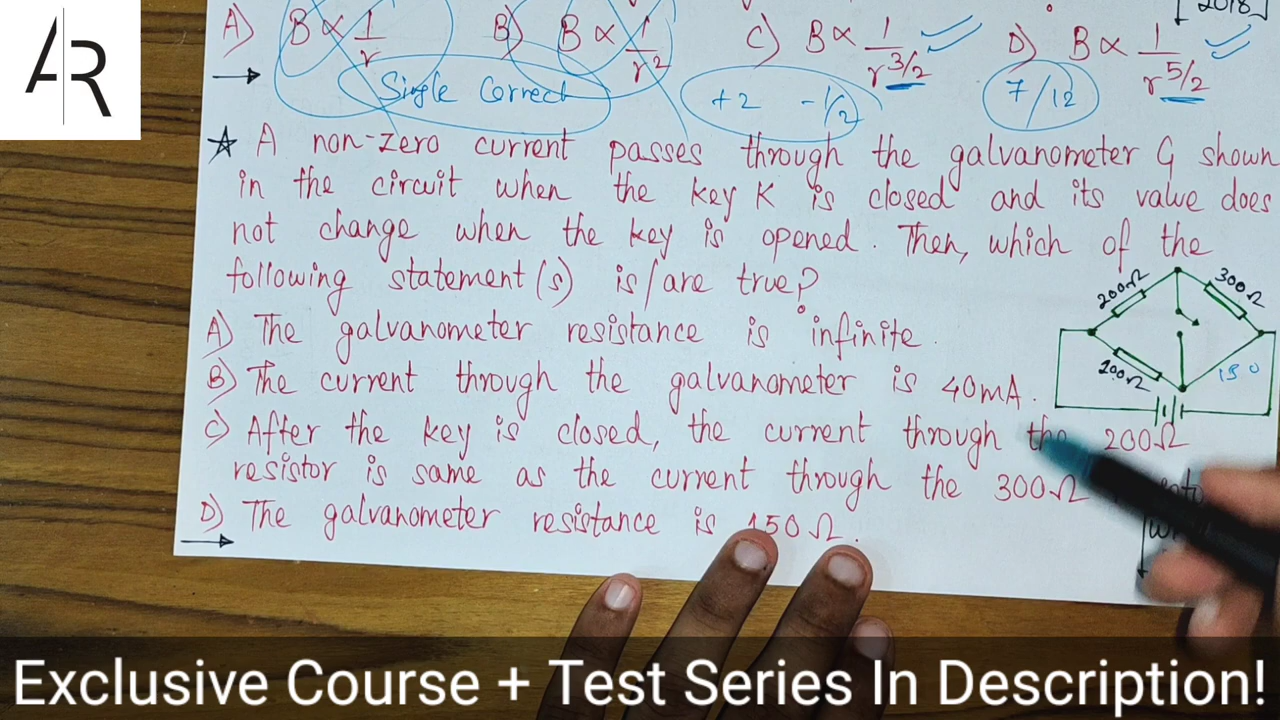 AR
2018]
A) B ∝ 1/r B) B ∝ 1/r² C) B ∝ 1/r^3/2 D) B ∝ 1/r^5/2
Single Correct +2 -1/2 7/12
A non-zero current passes through the galvanometer G shown
in the circuit when the key K is closed and its value does
not change when the key is opened. Then, which of the
following statement(s) is/are true?
200Ω 300Ω
A) The galvanometer resistance is infinite.
B) The current through the galvanometer is 40mA.
200Ω 150
C) After the key is closed, the current through the 200Ω
resistor is same as the current through the 300Ω
D) The galvanometer resistance is 150Ω.
Exclusive Course + Test Series In Description!